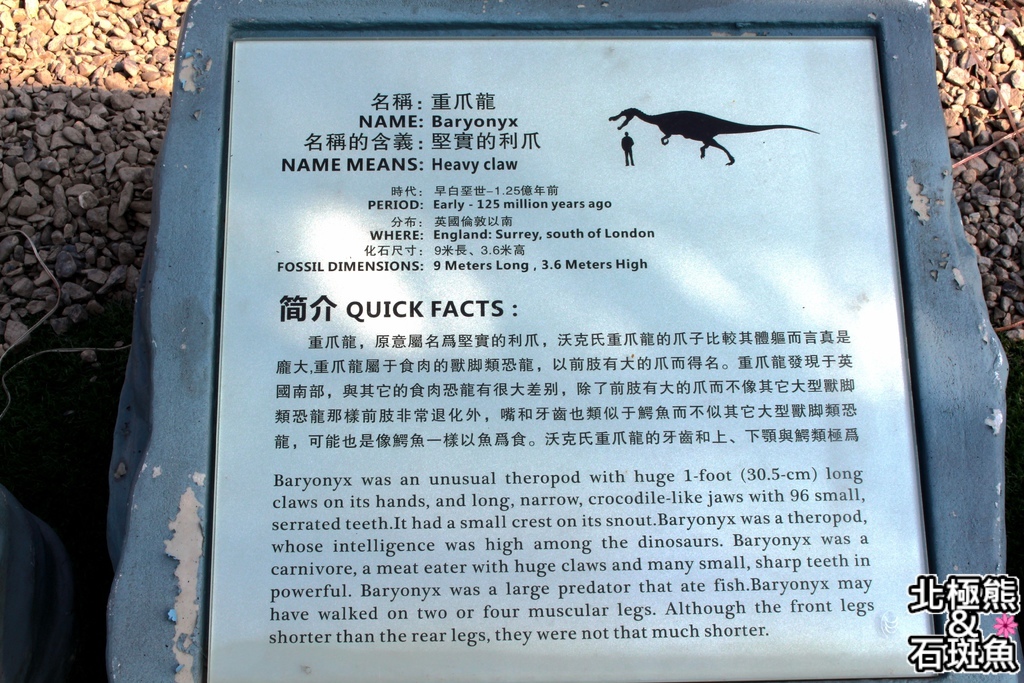 名稱：重爪龍
NAME: Baryonyx
名稱的含義：堅實的利爪
NAME MEANS: Heavy claw
時代： 早白堊世-1.25億年前
PERIOD: Early - 125 million years ago
分布： 英國倫敦以南
WHERE: England: Surrey, south of London
化石尺寸： 9米長、3.6米高
FOSSIL DIMENSIONS: 9 Meters Long , 3.6 Meters High
简介 QUICK FACTS :
重爪龍，原意屬名爲堅實的利爪，沃克氏重爪龍的爪子比較其體軀而言真是
龐大,重爪龍屬于食肉的獸脚類恐龍，以前肢有大的爪而得名。重爪龍發現于英
國南部，與其它的食肉恐龍有很大差别，除了前肢有大的爪而不像其它大型獸脚
類恐龍那樣前肢非常退化外，嘴和牙齒也類似于鰐魚而不似其它大型獸脚類恐
龍，可能也是像鰐魚一樣以魚爲食。沃克氏重爪龍的牙齒和上、下顎與鰐類極爲
Baryonyx was an unusual theropod with huge 1-foot (30.5-cm) long
claws on its hands, and long, narrow, crocodile-like jaws with 96 small,
serrated teeth.It had a small crest on its snout.Baryonyx was a theropod,
whose intelligence was high among the dinosaurs. Baryonyx was a
carnivore, a meat eater with huge claws and many small, sharp teeth in
powerful. Baryonyx was a large predator that ate fish.Baryonyx may
have walked on two or four muscular legs. Although the front legs
shorter than the rear legs, they were not that much shorter.
北極熊
&
石斑魚